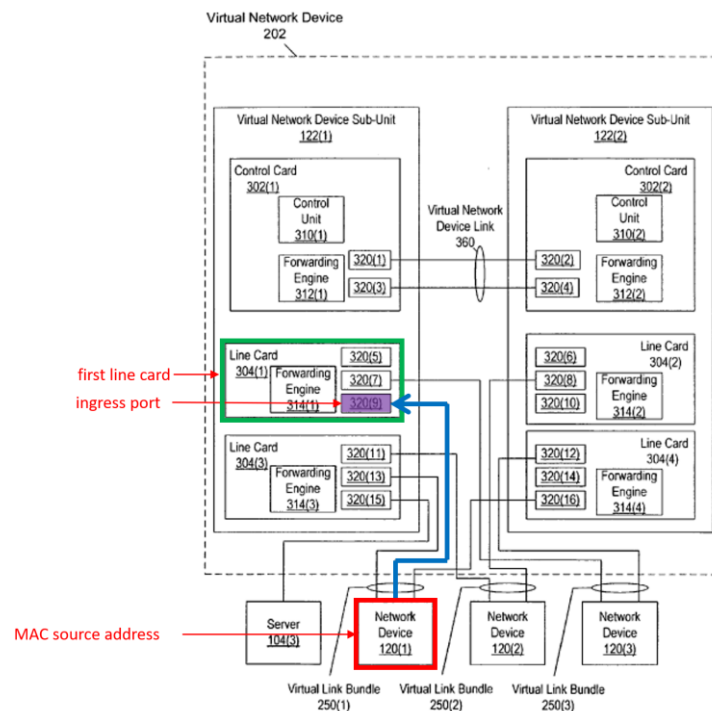 Virtual Network Device
202
Virtual Network Device Sub-Unit
122(1)
Control Card
302(1)
Control
Unit
310(1)
Forwarding
Engine
312(1)
320(1)
320(3)
Virtual Network
Device Link
360
Virtual Network Device Sub-Unit
122(2)
Control Card
302(2)
Control
Unit
310(2)
320(2)
320(4)
Forwarding
Engine
312(2)
first line card
ingress port
Line Card
304(1)
Forwarding
Engine
314(1)
320(5)
320(7)
320(9)
Line Card
304(2)
320(6)
320(8)
320(10)
Forwarding
Engine
314(2)
Line Card
304(3)
Forwarding
Engine
314(3)
320(11)
320(13)
320(15)
Line Card
304(4)
320(12)
320(14)
320(16)
Forwarding
Engine
314(4)
MAC source address
Server
104(3)
Network
Device
120(1)
Network
Device
120(2)
Network
Device
120(3)
Virtual Link Bundle
250(1)
Virtual Link Bundle
250(2)
Virtual Link Bundle
250(3)